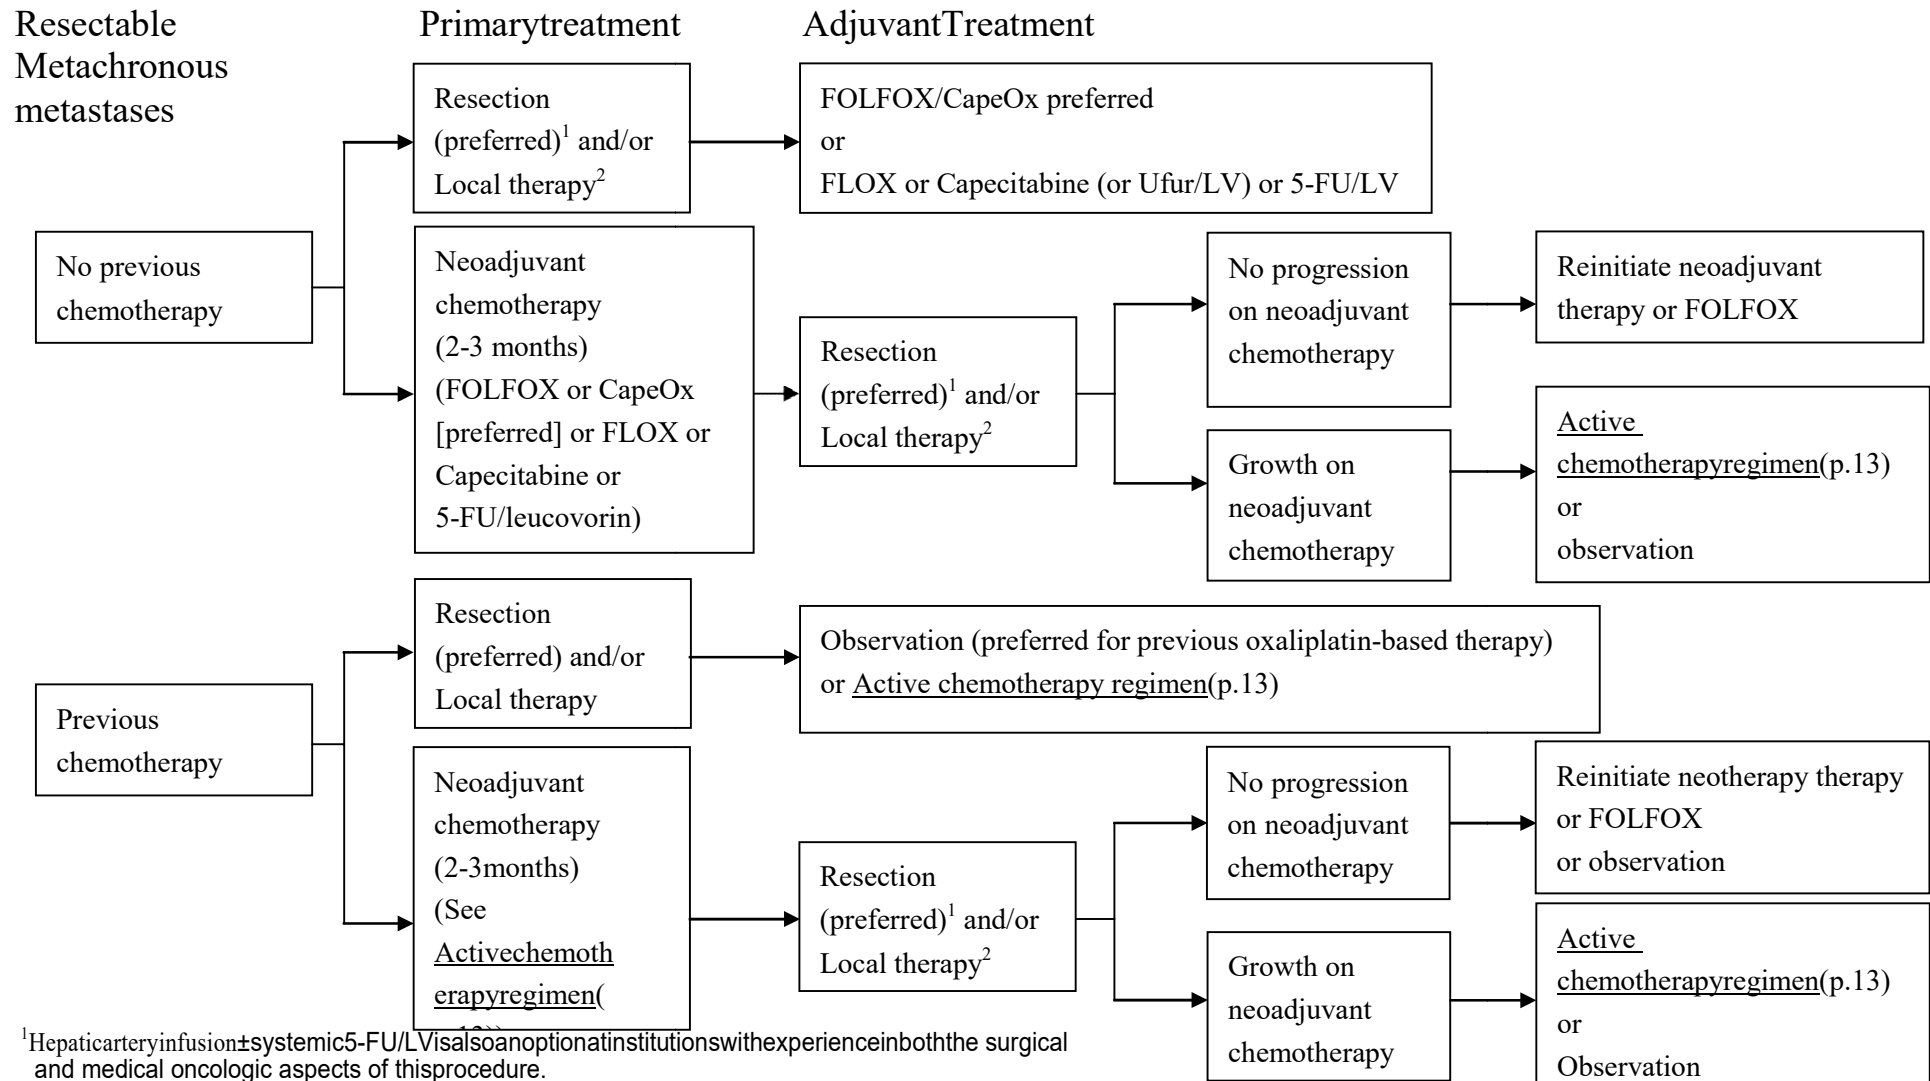 Resectable
Metachronous
metastases
Primarytreatment
AdjuvantTreatment
No previous
chemotherapy
Resection
(preferred)¹ and/or
Local therapy²
FOLFOX/CapeOx preferred
or
FLOX or Capecitabine (or Ufur/LV) or 5-FU/LV
Neoadjuvant
chemotherapy
(2-3 months)
(FOLFOX or CapeOx
[preferred] or FLOX or
Capecitabine or
5-FU/leucovorin)
Resection
(preferred)¹ and/or
Local therapy²
No progression
on neoadjuvant
chemotherapy
Reinitiate neoadjuvant
therapy or FOLFOX
Growth on
neoadjuvant
chemotherapy
Active
chemotherapyregimen(p.13)
or
observation
Previous
chemotherapy
Resection
(preferred) and/or
Local therapy
Observation (preferred for previous oxaliplatin-based therapy)
or Active chemotherapy regimen(p.13)
Neoadjuvant
chemotherapy
(2-3months)
(See
Activechemoth
erapyregimen(
Resection
(preferred)¹ and/or
Local therapy²
No progression
on neoadjuvant
chemotherapy
Reinitiate neotherapy therapy
or FOLFOX
or observation
Growth on
neoadjuvant
chemotherapy
Active
chemotherapyregimen(p.13)
or
Observation
¹Hepaticarteryinfusion±systemic5-FU/LVisalsoanoptionatinstitutionswithexperienceinboththe surgical
and medical oncologic aspects of thisprocedure.